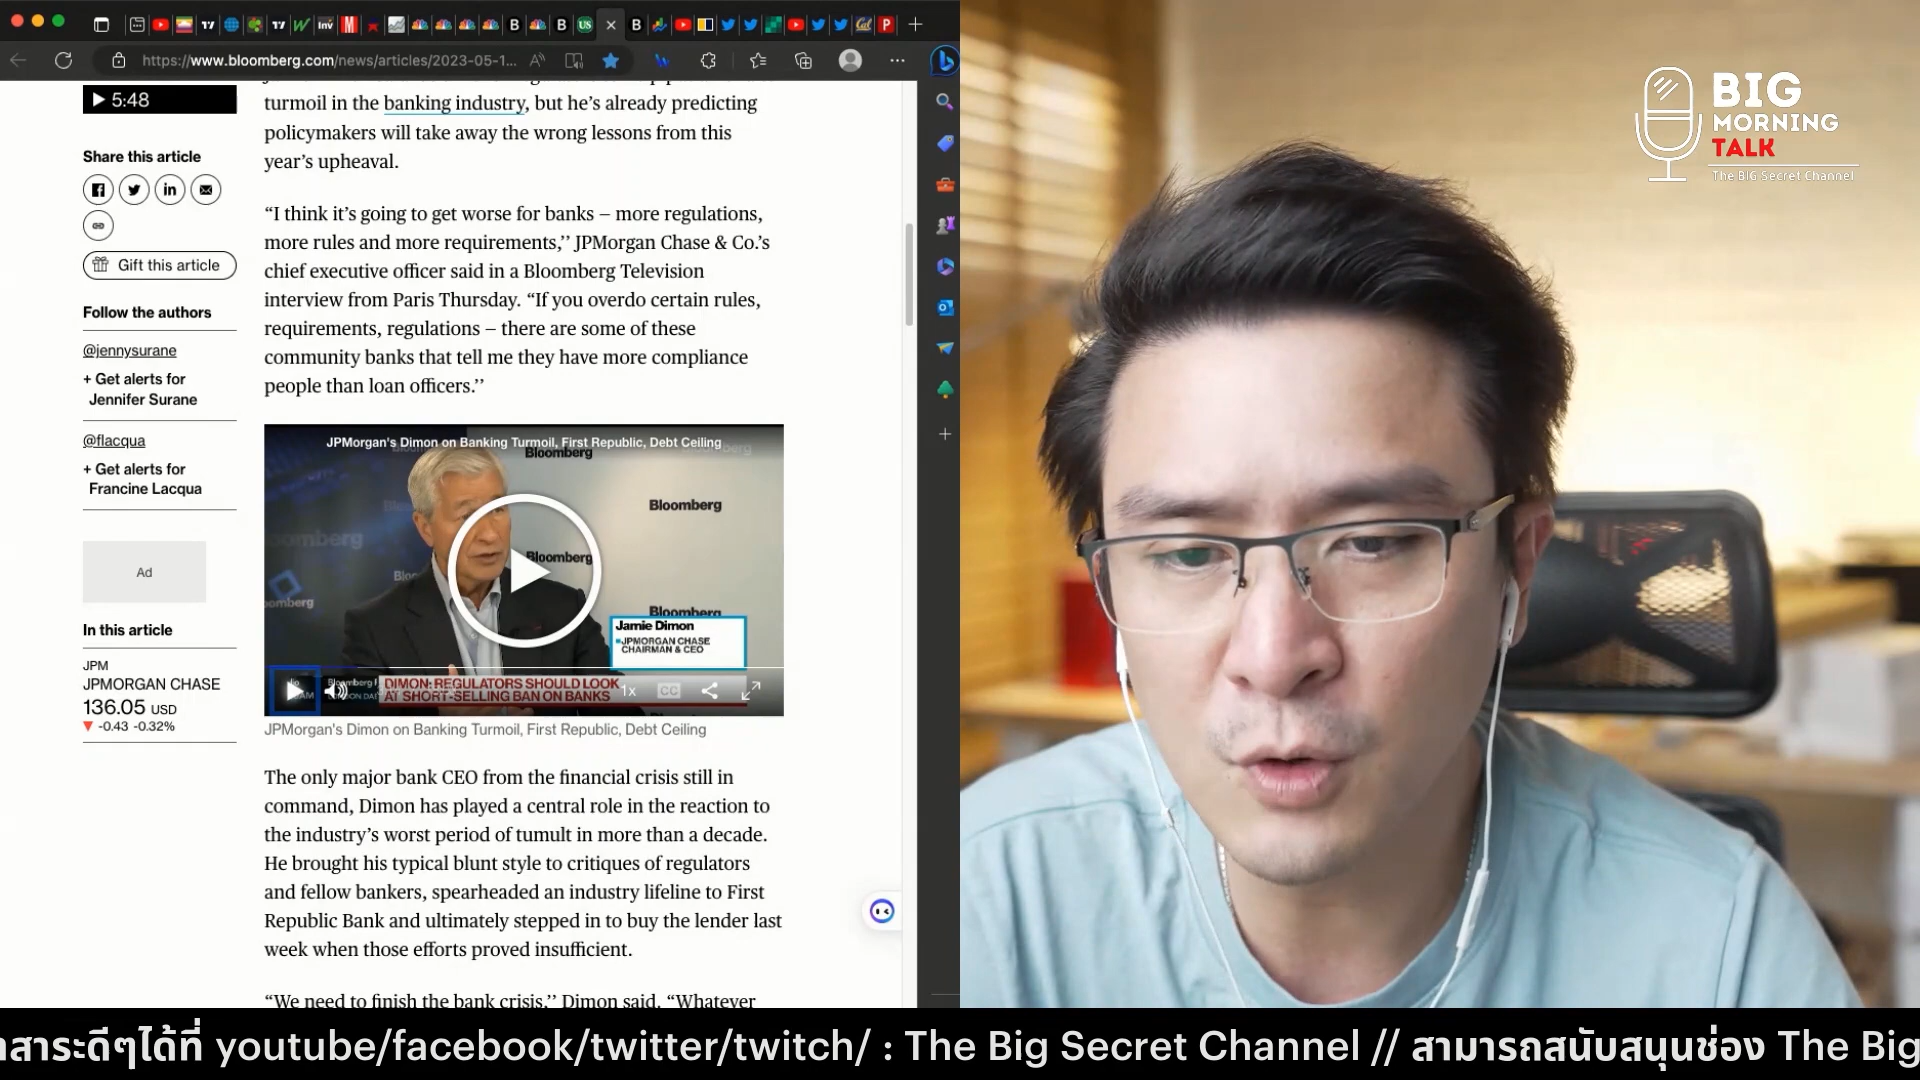 https://www.bloomberg.com/news/articles/2023-05-1...
5:48
Share this article
Gift this article
Follow the authors
@jennysurane
+ Get alerts for
Jennifer Surane
@flacqua
+ Get alerts for
Francine Lacqua
Ad
In this article
JPM
JPMORGAN CHASE
136.05 USD
-0.43 -0.32%
turmoil in the banking industry, but he’s already predicting
policymakers will take away the wrong lessons from this
year’s upheaval.
“I think it’s going to get worse for banks – more regulations,
more rules and more requirements,’’ JPMorgan Chase & Co.’s
chief executive officer said in a Bloomberg Television
interview from Paris Thursday. “If you overdo certain rules,
requirements, regulations – there are some of these
community banks that tell me they have more compliance
people than loan officers.’’
JPMorgan's Dimon on Banking Turmoil, First Republic, Debt Ceiling
Bloomberg
Bloomberg
Bloomberg
Bloomberg
Jamie Dimon
JPMORGAN CHASE
CHAIRMAN & CEO
DIMON: REGULATORS SHOULD LOOK
AT SHORT-SELLING BAN ON BANKS
1x
CC
JPMorgan's Dimon on Banking Turmoil, First Republic, Debt Ceiling
The only major bank CEO from the financial crisis still in
command, Dimon has played a central role in the reaction to
the industry’s worst period of tumult in more than a decade.
He brought his typical blunt style to critiques of regulators
and fellow bankers, spearheaded an industry lifeline to First
Republic Bank and ultimately stepped in to buy the lender last
week when those efforts proved insufficient.
“We need to finish the bank crisis,’’ Dimon said. “Whatever
BIG
MORNING
TALK
The BIG Secret Channel
สาระดีๆได้ที่ youtube/facebook/twitter/twitch/ : The Big Secret Channel // สามารถสนับสนุนช่อง The Big